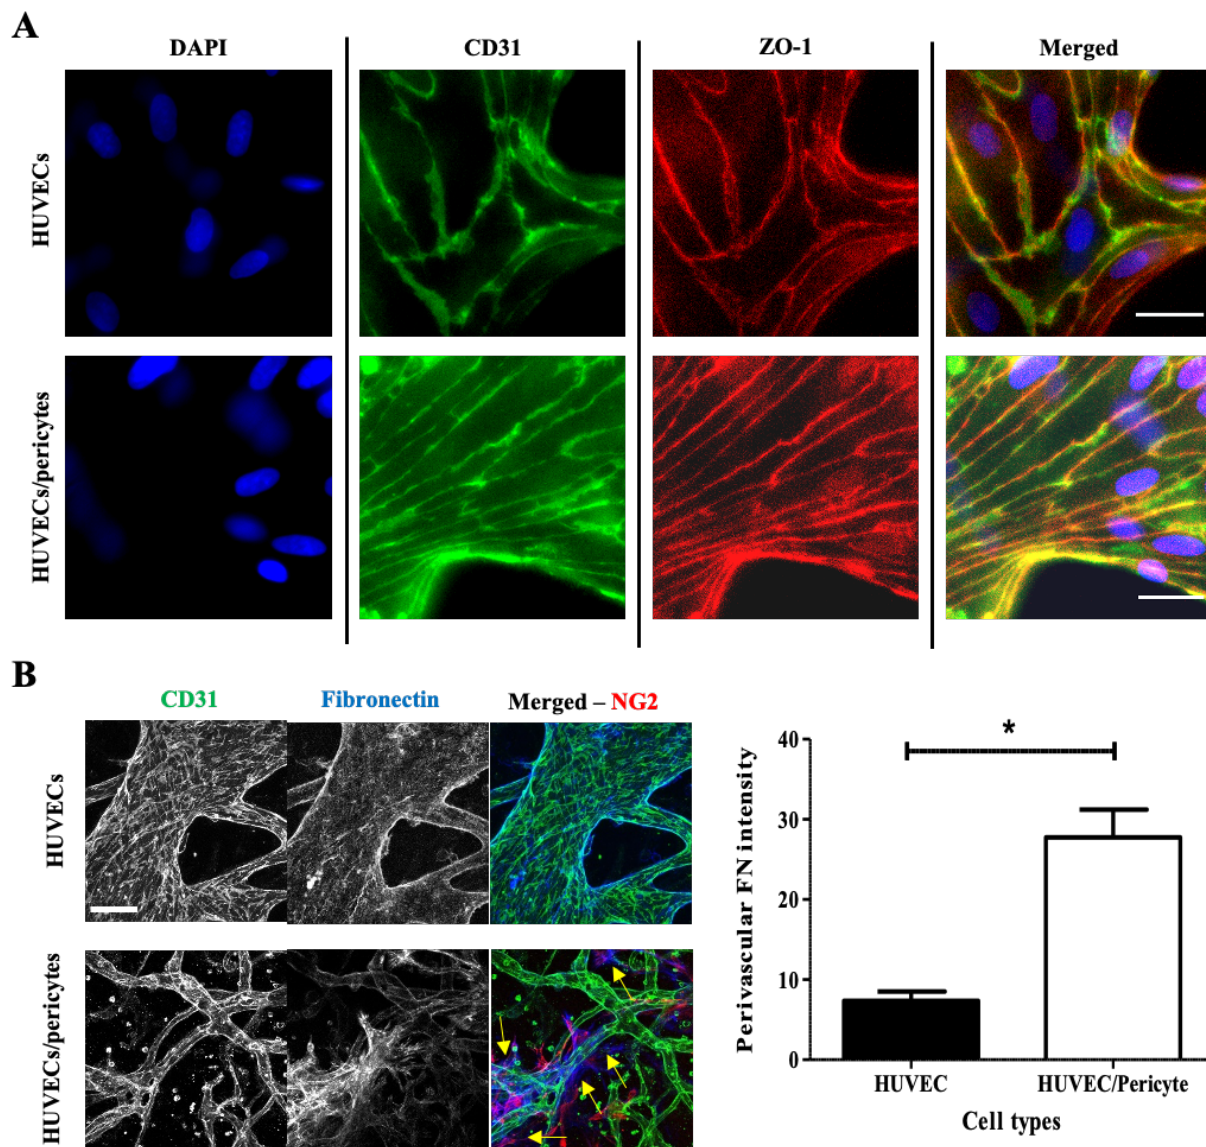 A
DAPI
CD31
ZO-1
Merged
HUVECs
HUVECs/pericytes
B
CD31
Fibronectin
Merged – NG2
HUVECs
HUVECs/pericytes
*
40
30
20
10
0
Perivascular FN intensity
HUVEC
HUVEC/Pericyte
Cell types